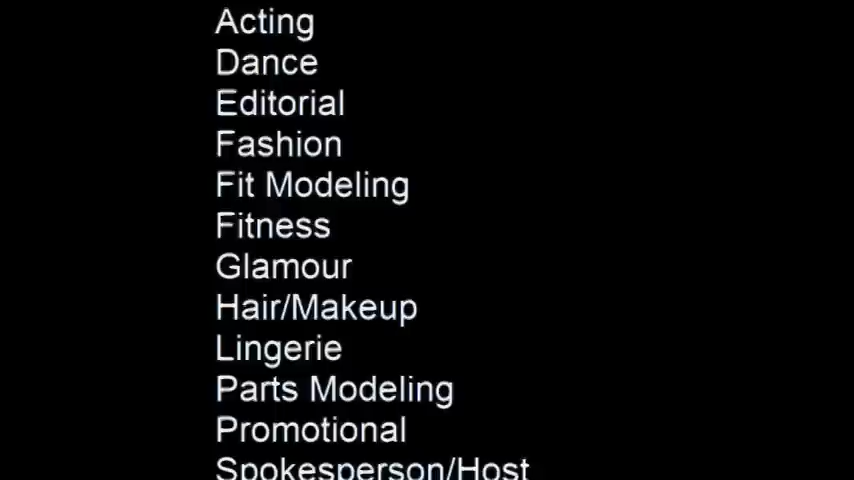 Acting
Dance
Editorial
Fashion
Fit Modeling
Fitness
Glamour
Hair/Makeup
Lingerie
Parts Modeling
Promotional
Spokesperson/Host